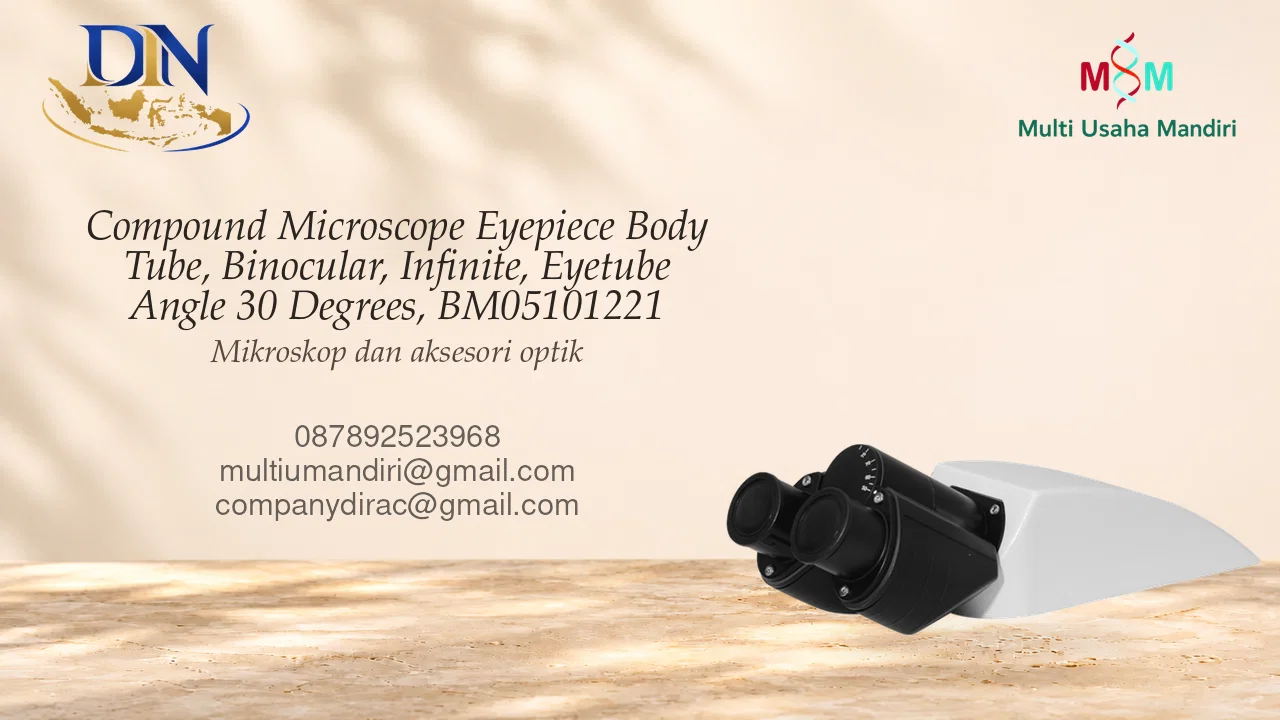 DIN
M M
Multi Usaha Mandiri
Compound Microscope Eyepiece Body
Tube, Binocular, Infinite, Eyetube
Angle 30 Degrees, BM05101221
Mikroskop dan aksesori optik
087892523968
multiumandiri@gmail.com
companydirac@gmail.com